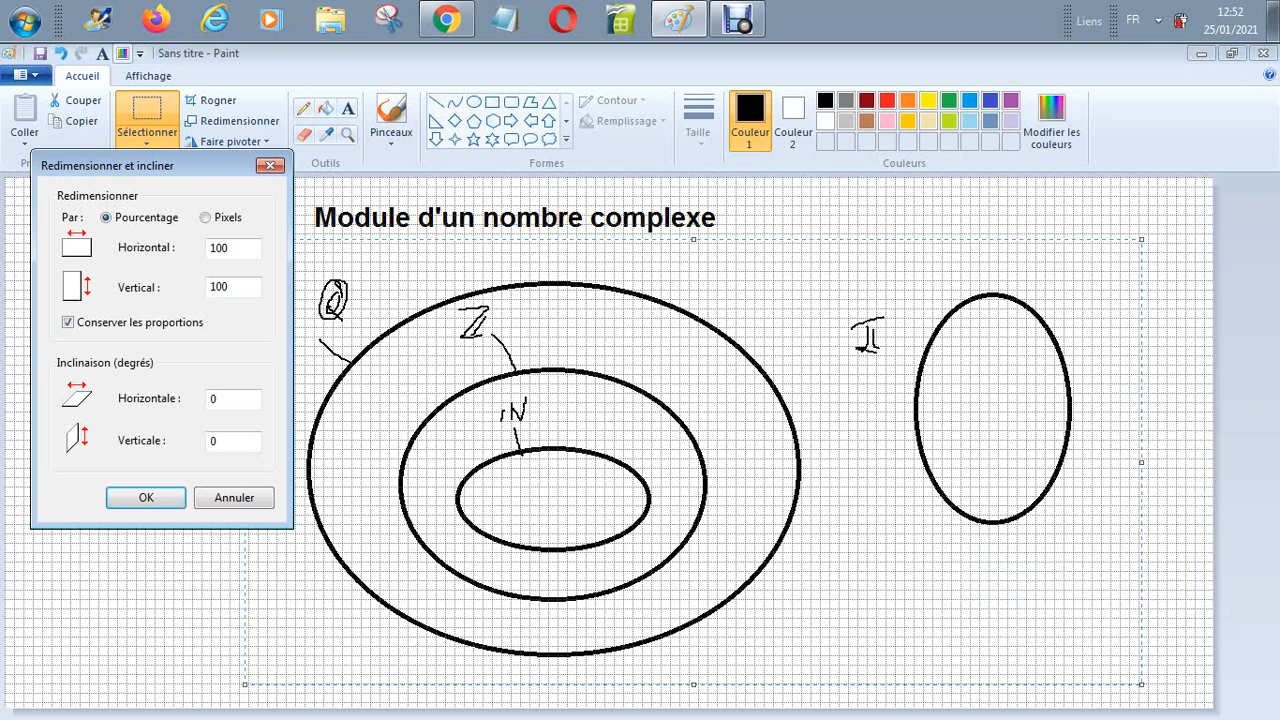 12:52
Liens FR
25/01/2021
Sans titre - Paint
Accueil Affichage
Coller
Couper
Copier
Sélectionner
Rogner
Redimensionner
Faire pivoter
Outils
Pinceaux
Formes
Contour
Remplissage
Taille
Couleur 1
Couleur 2
Modifier les couleurs
Couleurs
Redimensionner et incliner
Redimensionner
Par : Pourcentage Pixels
Horizontal : 100
Vertical : 100
Conserver les proportions
Inclinaison (degrés)
Horizontale : 0
Verticale : 0
OK Annuler
Module d'un nombre complexe
Q
Z
IN
II